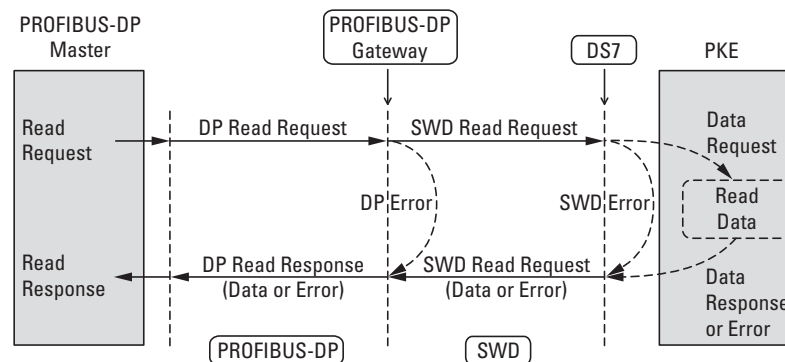 PROFIBUS-DP
Master
PROFIBUS-DP
Gateway
DS7
PKE
Read
Request
DP Read Request
SWD Read Request
Data
Request
DP Error
SWD Error
Read
Data
Read
Response
DP Read Response
(Data or Error)
SWD Read Request
(Data or Error)
Data
Response
or Error
PROFIBUS-DP
SWD